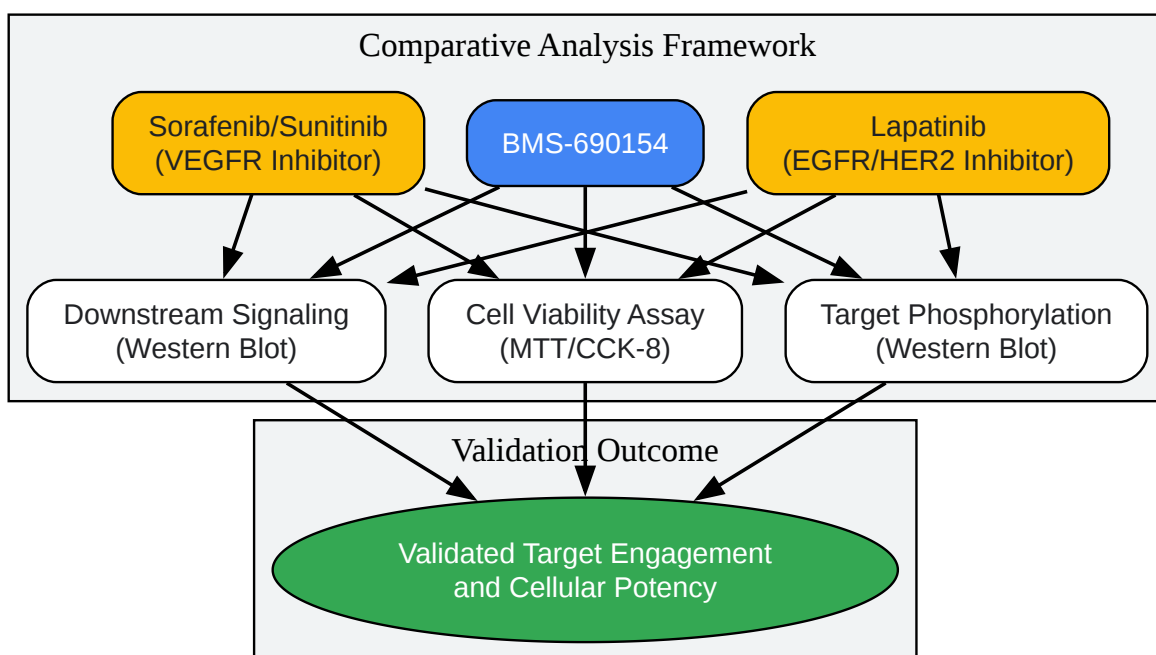 Comparative Analysis Framework
Sorafenib/Sunitinib
(VEGFR Inhibitor)
BMS-690154
Lapatinib
(EGFR/HER2 Inhibitor)
Downstream Signaling
(Western Blot)
Cell Viability Assay
(MTT/CCK-8)
Target Phosphorylation
(Western Blot)
Validation Outcome
Validated Target Engagement
and Cellular Potency